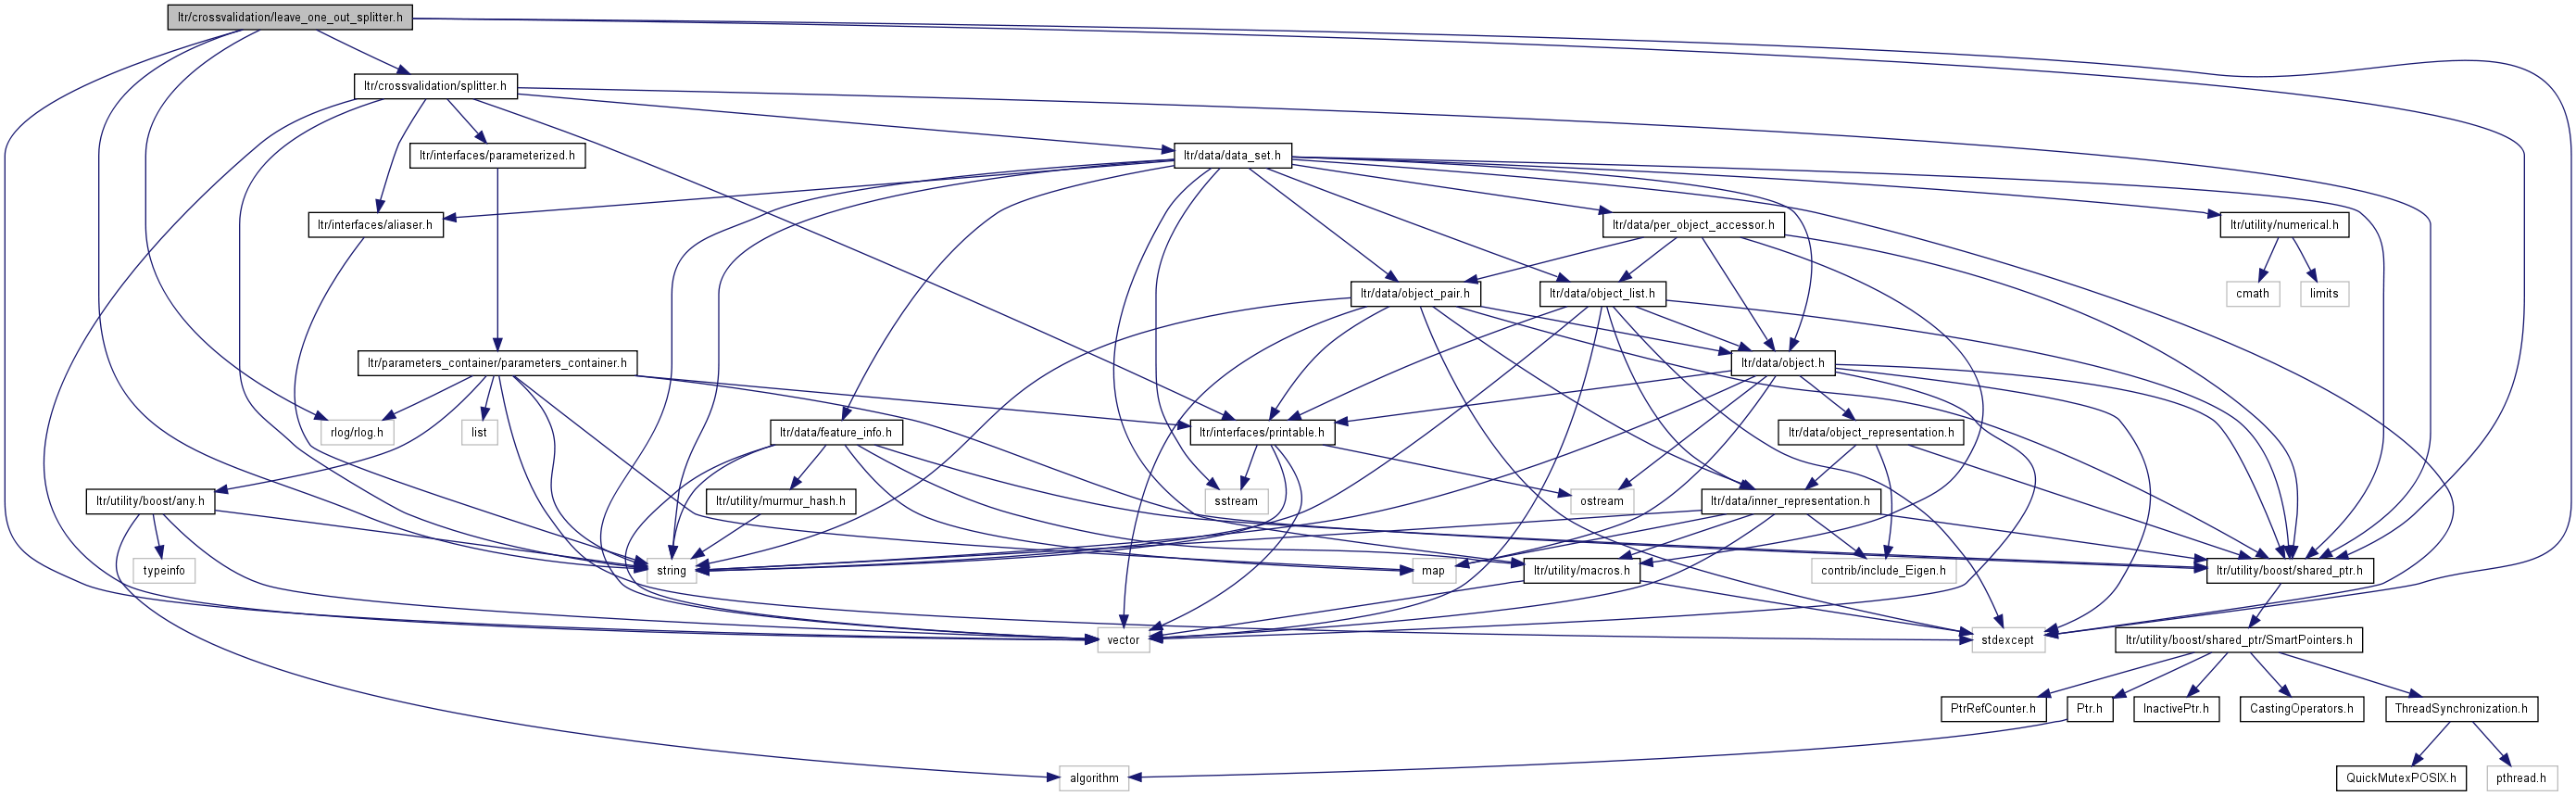 ltr/crossvalidation/leave_one_out_splitter.h
ltr/crossvalidation/splitter.h
ltr/interfaces/parameterized.h
ltr/data/data_set.h
ltr/interfaces/aliaser.h
ltr/data/per_object_accessor.h
ltr/utility/numerical.h
ltr/data/object_pair.h
ltr/data/object_list.h
cmath
limits
ltr/parameters_container/parameters_container.h
ltr/data/object.h
rlog/rlog.h
list
ltr/data/feature_info.h
ltr/interfaces/printable.h
ltr/data/object_representation.h
ltr/utility/boost/any.h
ltr/utility/murmur_hash.h
sstream
ostream
ltr/data/inner_representation.h
typeinfo
string
map
ltr/utility/macros.h
contrib/include_Eigen.h
ltr/utility/boost/shared_ptr.h
vector
stdexcept
ltr/utility/boost/shared_ptr/SmartPointers.h
PtrRefCounter.h
Ptr.h
InactivePtr.h
CastingOperators.h
ThreadSynchronization.h
algorithm
QuickMutexPOSIX.h
pthread.h